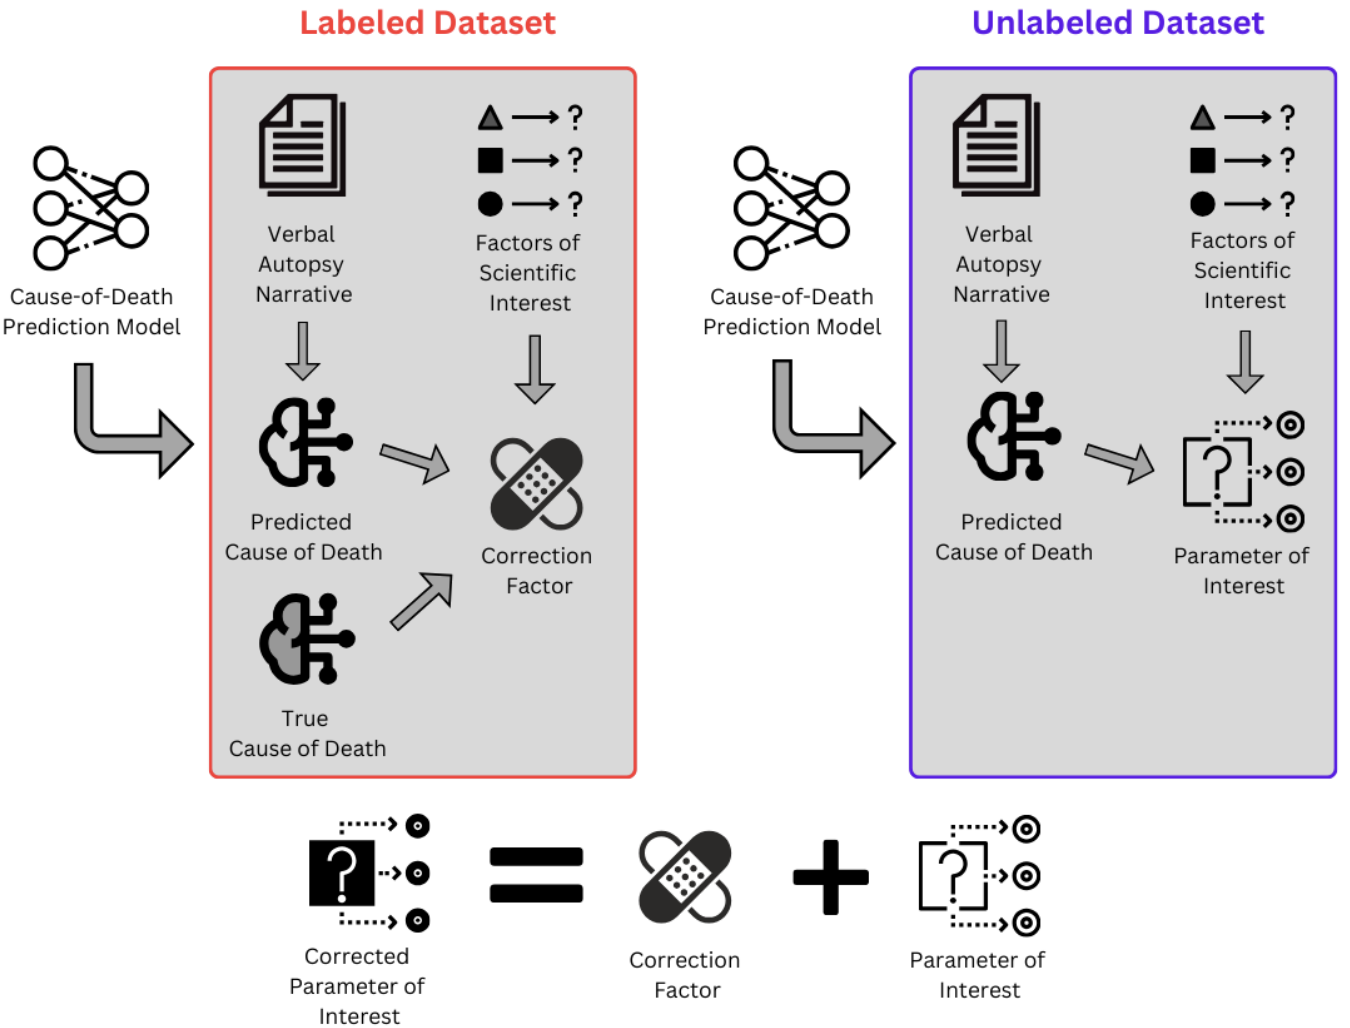 Labeled Dataset
Unlabeled Dataset
Cause-of-Death
Prediction Model
Verbal
Autopsy
Narrative
?
?
?
Factors of
Scientific
Interest
Predicted
Cause of Death
Correction
Factor
True
Cause of Death
Cause-of-Death
Prediction Model
Verbal
Autopsy
Narrative
?
?
?
Factors of
Scientific
Interest
Predicted
Cause of Death
?
Parameter of
Interest
?
Corrected
Parameter of
Interest
=
Correction
Factor
+
?
Parameter of
Interest